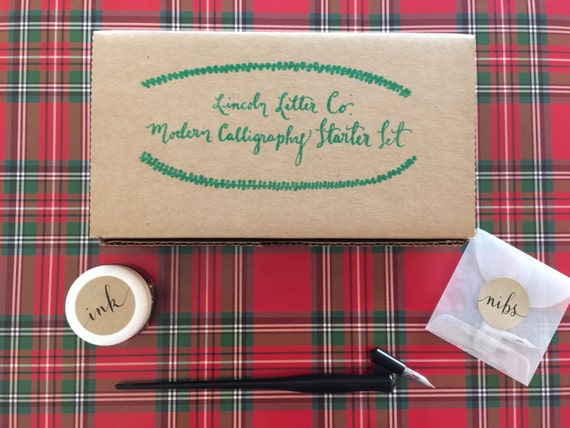 Lincoln Letter Co.
Modern Calligraphy Starter Set
ink
nibs